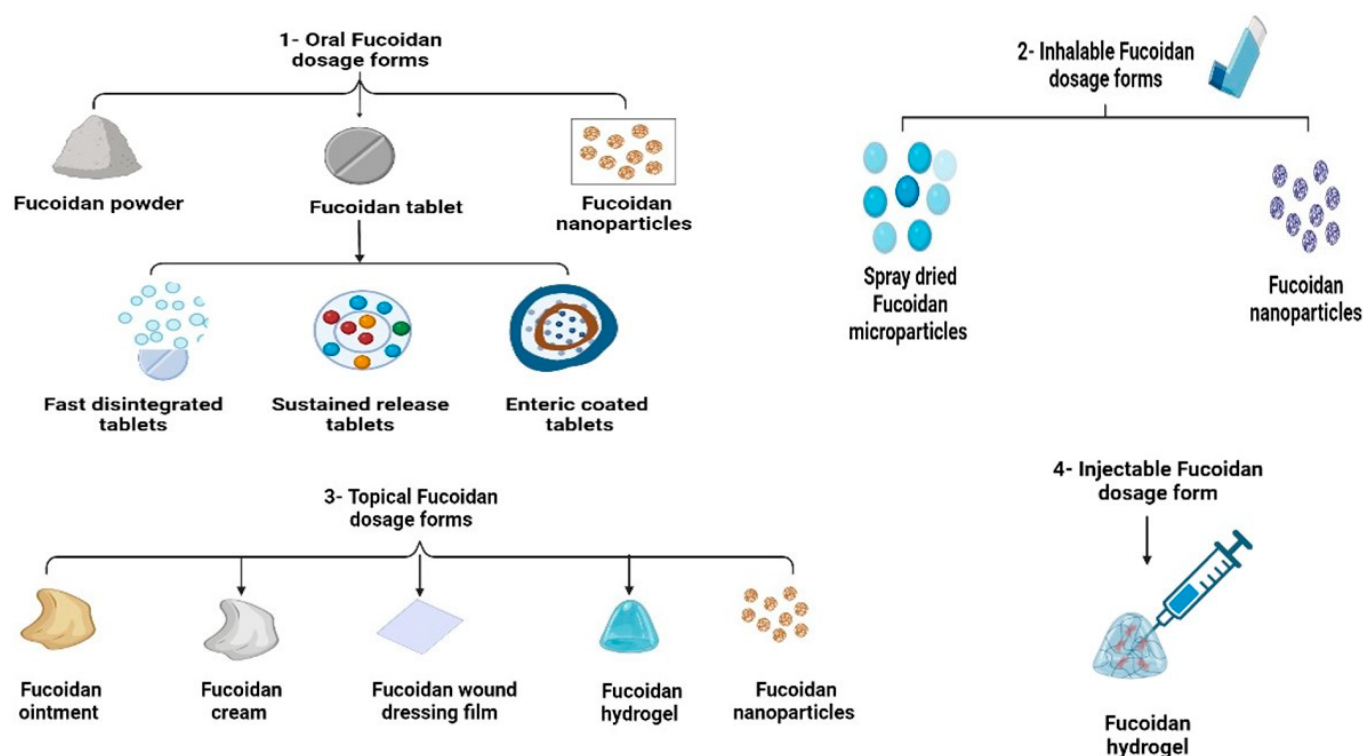 1- Oral Fucoidan
dosage forms
Fucoidan powder
Fucoidan tablet
Fucoidan
nanoparticles
Fast disintegrated
tablets
Sustained release
tablets
Enteric coated
tablets
2- Inhalable Fucoidan
dosage forms
Spray dried
Fucoidan
microparticles
Fucoidan
nanoparticles
3- Topical Fucoidan
dosage forms
Fucoidan
ointment
Fucoidan
cream
Fucoidan wound
dressing film
Fucoidan
hydrogel
Fucoidan
nanoparticles
4- Injectable Fucoidan
dosage form
Fucoidan
hydrogel